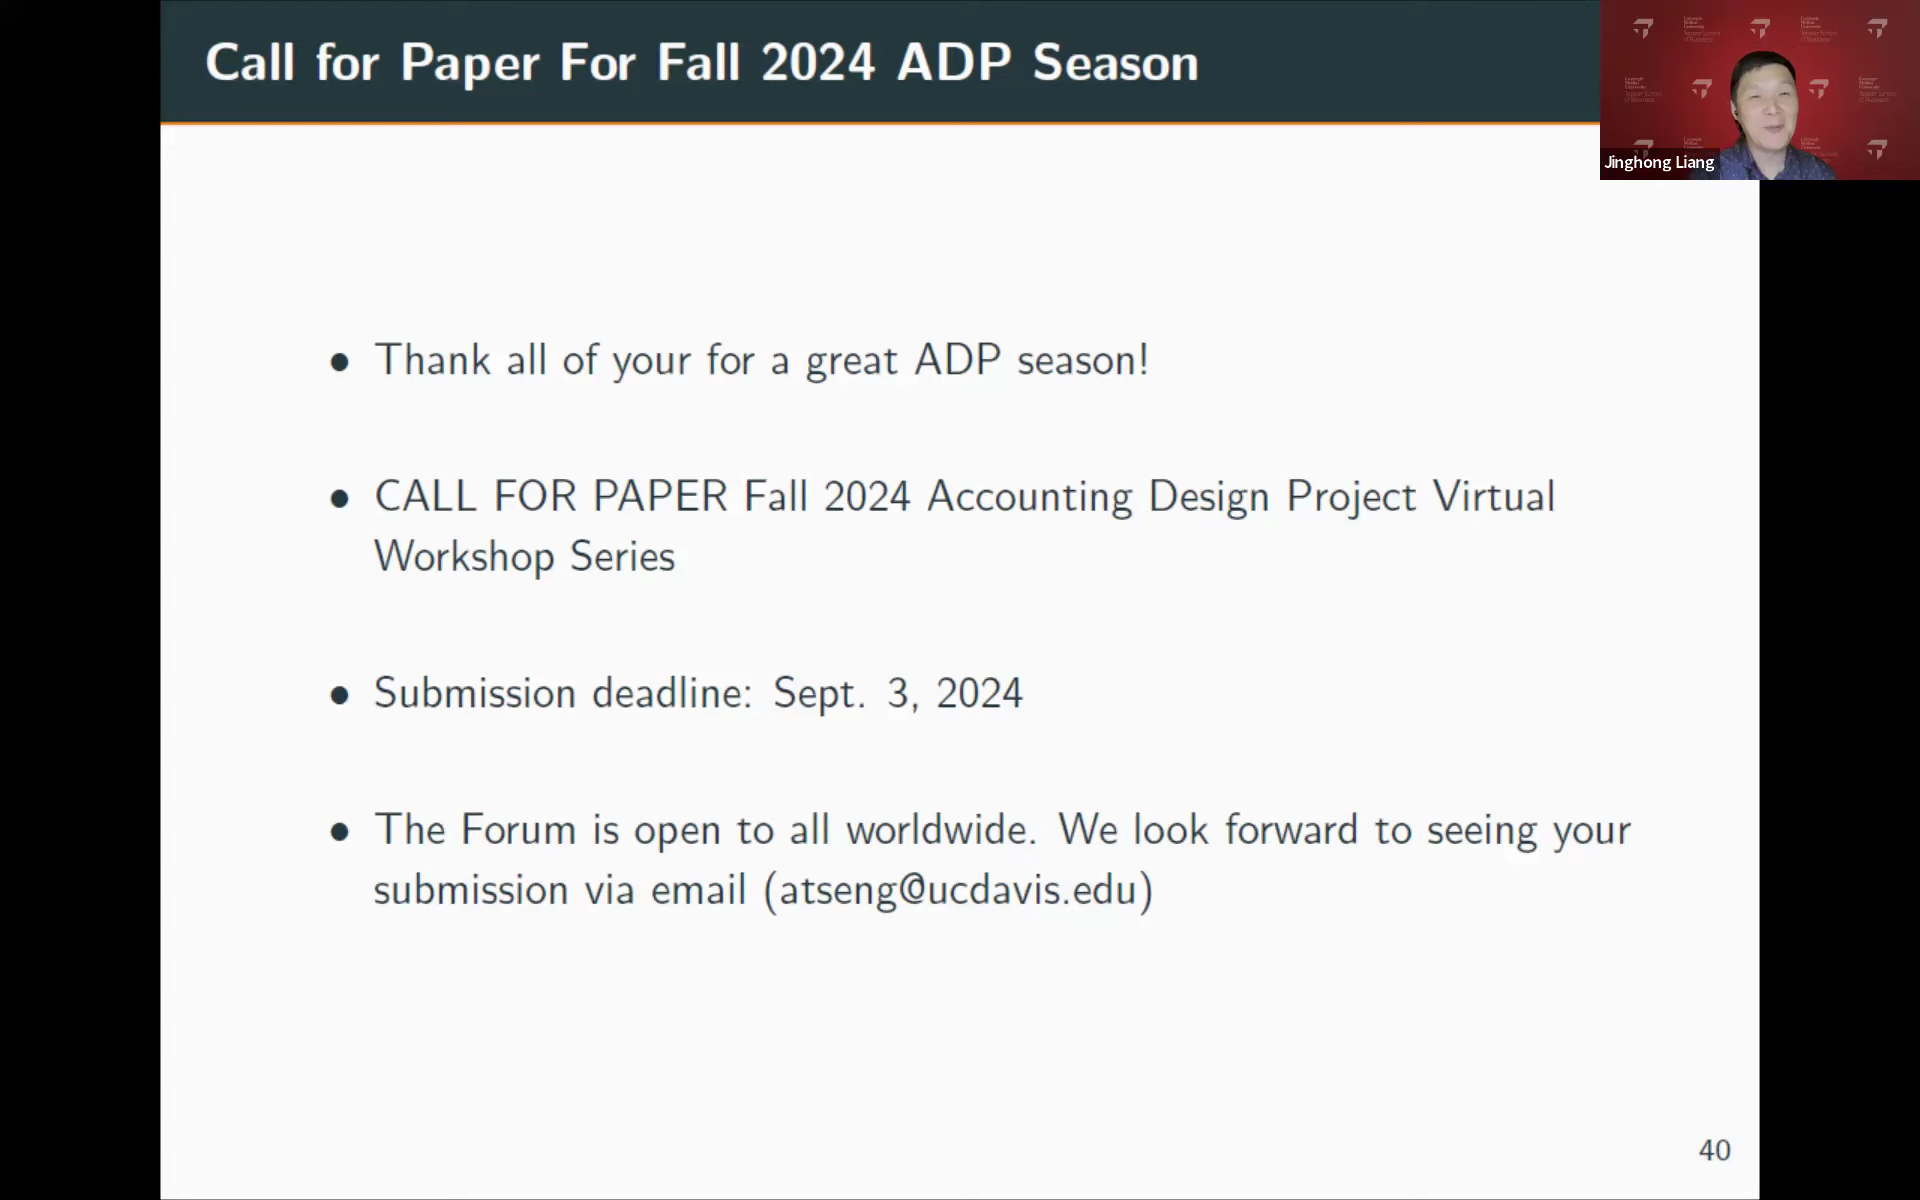 Call for Paper For Fall 2024 ADP Season
Jinghong Liang
• Thank all of your for a great ADP season!
• CALL FOR PAPER Fall 2024 Accounting Design Project Virtual
Workshop Series
• Submission deadline: Sept. 3, 2024
• The Forum is open to all worldwide. We look forward to seeing your
submission via email (atseng@ucdavis.edu)
40